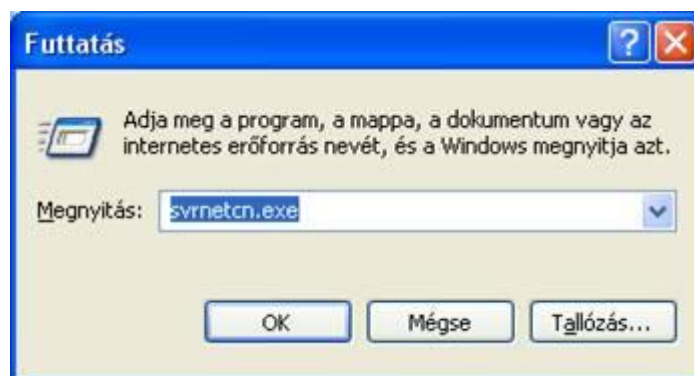 Futtatás
Adja meg a program, a mappa, a dokumentum vagy az
internetes erőforrás nevét, és a Windows megnyitja azt.
Megnyitás: svrnetcn.exe
OK Mégse Tallózás...